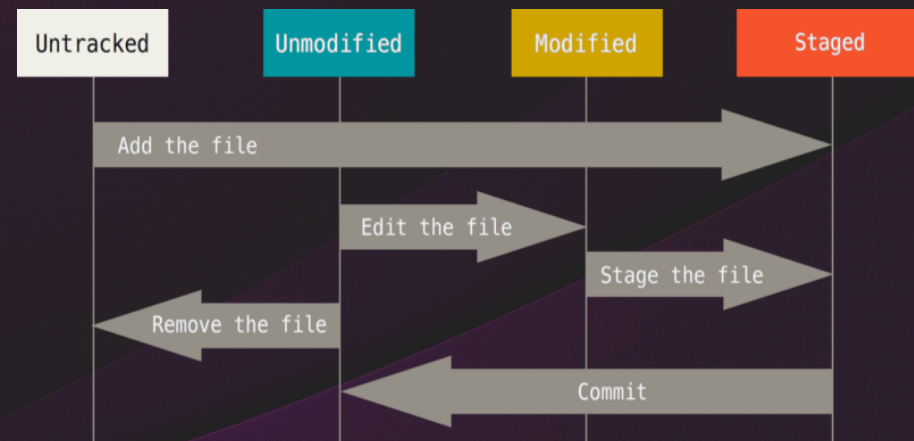 Untracked
Unmodified
Modified
Staged
Add the file
Edit the file
Stage the file
Remove the file
Commit